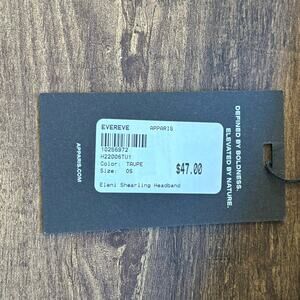 EVEREVE APPARIS
10266972
H22006TU1
Color: TAUPE
Size: OS
$47.00
Eleni Shearling Headband
APPARIS.COM
DEFINED BY BOLDNESS.
ELEVATED BY NATURE.